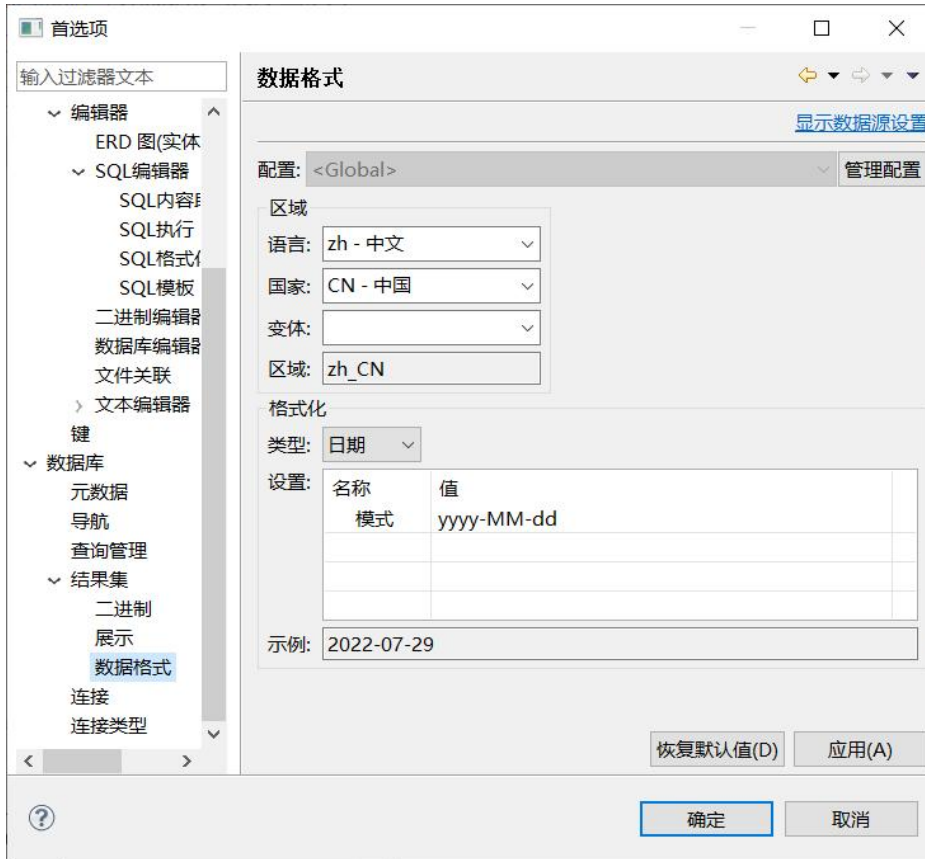 首选项
输入过滤器文本
编辑器
ERD 图(实体
SQL编辑器
SQL内容
SQL执行
SQL格式
SQL模板
二进制编辑器
数据库编辑器
文件关联
文本编辑器
键
数据库
元数据
导航
查询管理
结果集
二进制
展示
数据格式
连接
连接类型
数据格式
显示数据源设置
配置: <Global> 管理配置
区域
语言: zh - 中文
国家: CN - 中国
变体:
区域: zh_CN
格式化
类型: 日期
设置: 名称 值
模式 yyyy-MM-dd
示例: 2022-07-29
恢复默认值(D) 应用(A)
确定 取消